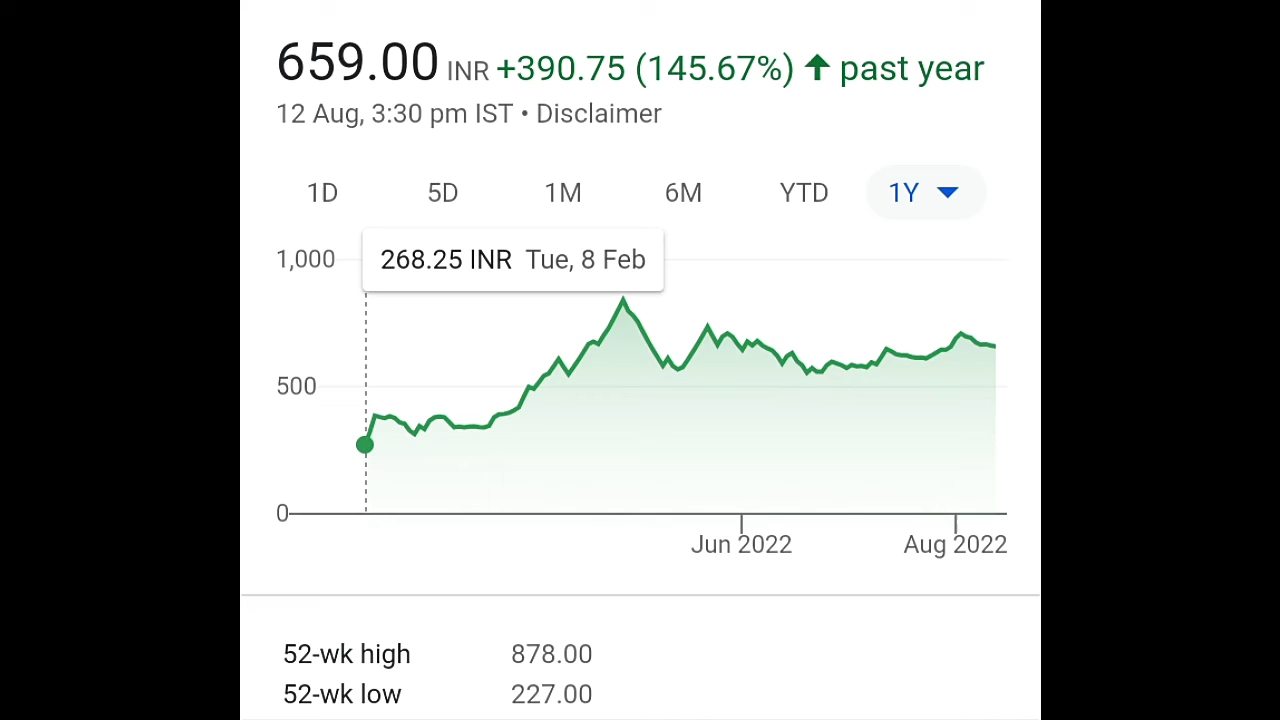 659.00 INR +390.75 (145.67%) ↑ past year
12 Aug, 3:30 pm IST • Disclaimer
1D 5D 1M 6M YTD 1Y
1,000
268.25 INR Tue, 8 Feb
500
0
Jun 2022 Aug 2022
52-wk high 878.00
52-wk low 227.00